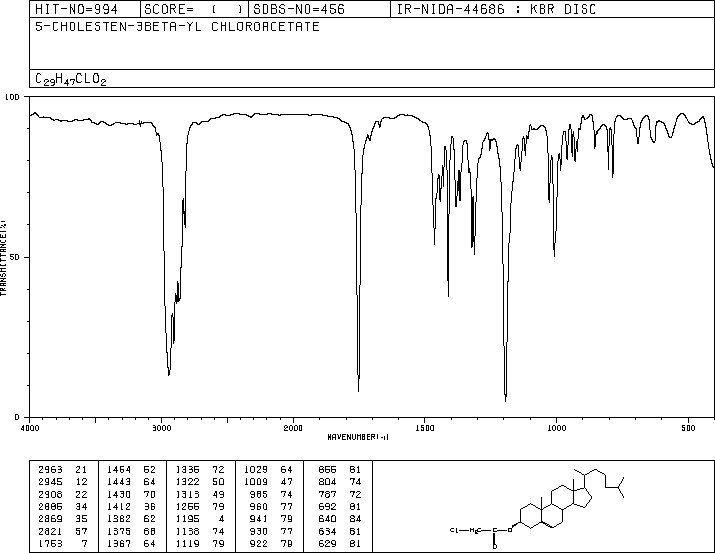 HIT-NO=994 SCORE= ( ) SDBS-NO=456 IR-NIDA-44686 : KBR DISC
5-CHOLESTEN-3BETA-YL CHLOROACETATE
C29H47CLO2
100
50
0
TRANSMITTANCE(%)
4000 3000 2000 1500 1000 500
WAVENUMBER(-1)
2963 21 1464 52 1336 72 1029 64 856 81
2945 12 1443 64 1322 50 1009 47 804 74
2908 22 1430 70 1313 49 985 74 787 72
2885 34 1412 36 1255 79 960 77 692 81
2869 35 1382 62 1195 4 941 79 640 84
2821 57 1375 68 1138 74 930 77 634 81
1753 7 1367 64 1119 79 922 79 629 81
Cl H2C C O
O